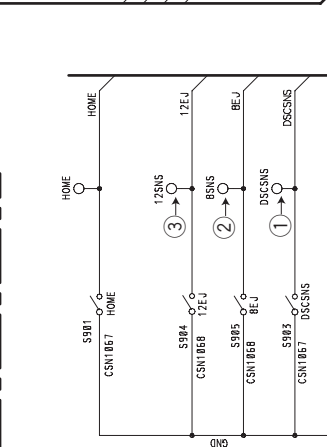 HOME
12EJ
8EJ
DSCSNS
HOME
12SNS
8SNS
DSCSNS
3
2
1
S901
CSN1067
HOME
S904
CSN1068
12EJ
S905
CSN1068
8EJ
S903
CSN1067
DSCSNS
GND